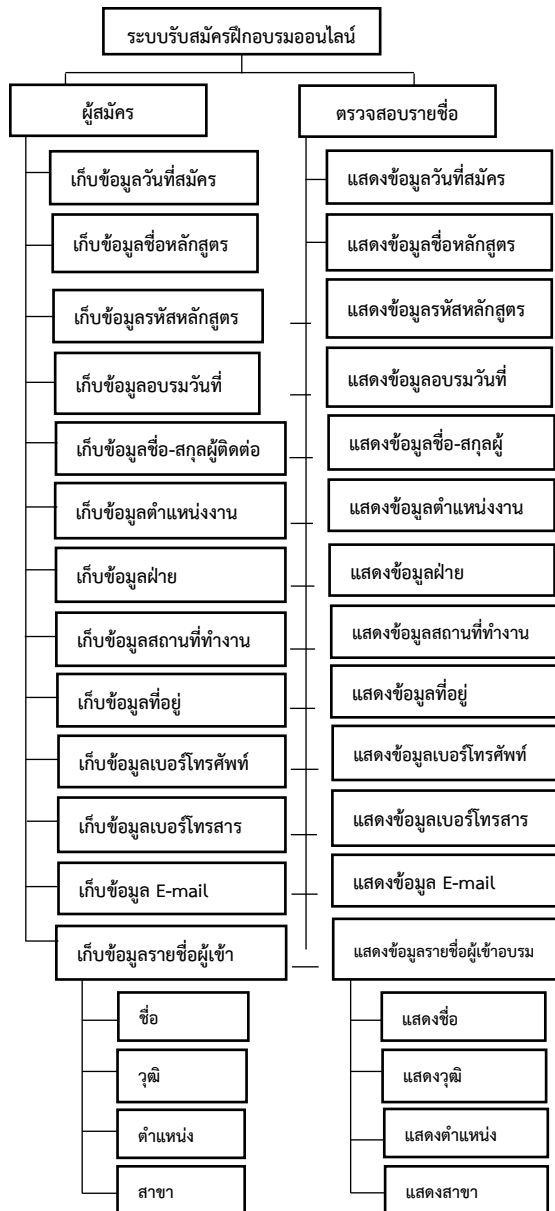 ระบบรับสมัครฝึกอบรมออนไลน์
ผู้สมัคร
ตรวจสอบรายชื่อ
เก็บข้อมูลวันที่สมัคร
แสดงข้อมูลวันที่สมัคร
เก็บข้อมูลชื่อหลักสูตร
แสดงข้อมูลชื่อหลักสูตร
เก็บข้อมูลรหัสหลักสูตร
แสดงข้อมูลรหัสหลักสูตร
เก็บข้อมูลอบรมวันที่
แสดงข้อมูลอบรมวันที่
เก็บข้อมูลชื่อ-สกุลผู้ติดต่อ
แสดงข้อมูลชื่อ-สกุลผู้
เก็บข้อมูลตำแหน่งงาน
แสดงข้อมูลตำแหน่งงาน
เก็บข้อมูลฝ่าย
แสดงข้อมูลฝ่าย
เก็บข้อมูลสถานที่ทำงาน
แสดงข้อมูลสถานที่ทำงาน
เก็บข้อมูลที่อยู่
แสดงข้อมูลที่อยู่
เก็บข้อมูลเบอร์โทรศัพท์
แสดงข้อมูลเบอร์โทรศัพท์
เก็บข้อมูลเบอร์โทรสาร
แสดงข้อมูลเบอร์โทรสาร
เก็บข้อมูล E-mail
แสดงข้อมูล E-mail
เก็บข้อมูลรายชื่อผู้เข้า
แสดงข้อมูลรายชื่อผู้เข้าอบรม
ชื่อ
แสดงชื่อ
วุฒิ
แสดงวุฒิ
ตำแหน่ง
แสดงตำแหน่ง
สาขา
แสดงสาขา